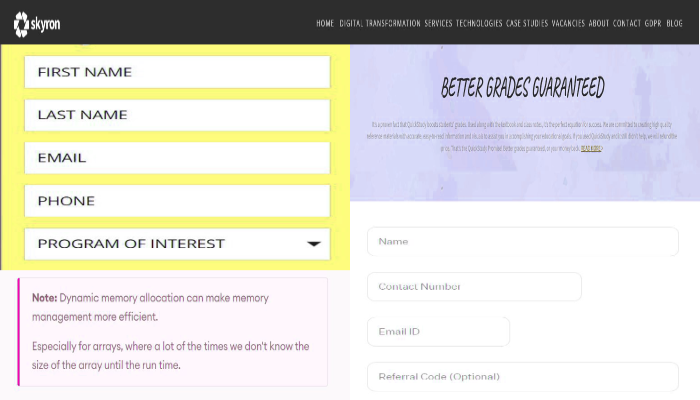 skyron
HOME DIGITAL TRANSFORMATION SERVICES TECHNOLOGIES CASE STUDIES VACANCIES ABOUT CONTACT GDPR BLOG
FIRST NAME
LAST NAME
EMAIL
PHONE
PROGRAM OF INTEREST
Note: Dynamic memory allocation can make memory
management more efficient.
Especially for arrays, where a lot of the times we don't know the
size of the array until the run time.
BETTER GRADES GUARANTEED
READ MORE
Name
Contact Number
Email ID
Referral Code (Optional)